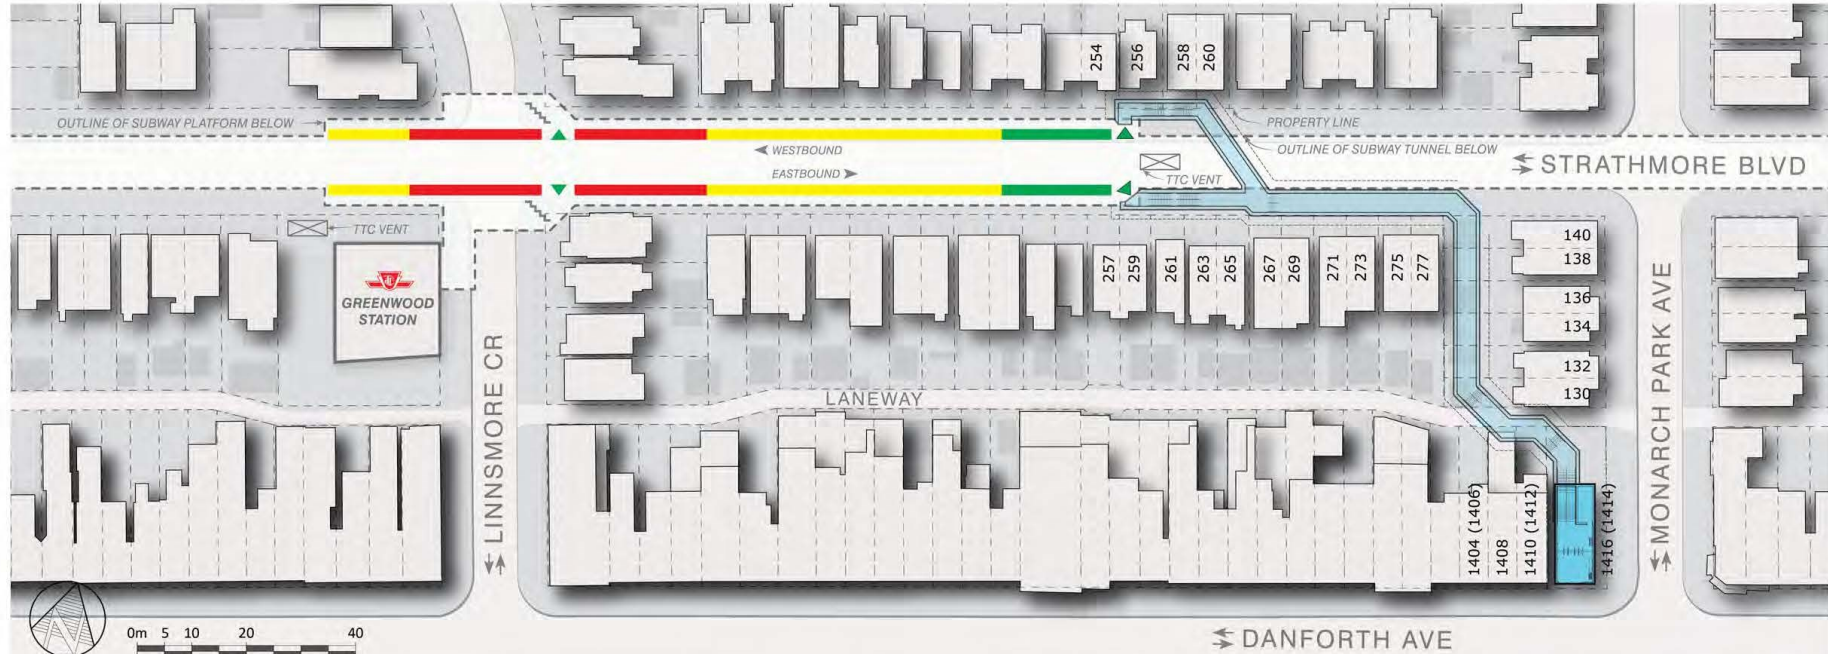 254
256
258
260
OUTLINE OF SUBWAY PLATFORM BELOW
PROPERTY LINE
WESTBOUND
OUTLINE OF SUBWAY TUNNEL BELOW
EASTBOUND
STRATHMORE BLVD
TTC VENT
TTC VENT
GREENWOOD
STATION
257
259
261
263
265
267
269
271
273
275
277
140
138
136
134
132
130
LINNSMORE CR
LANEWAY
MONARCH PARK AVE
1404 (1406)
1408
1410 (1412)
1416 (1414)
0m 5 10 20 40
DANFORTH AVE